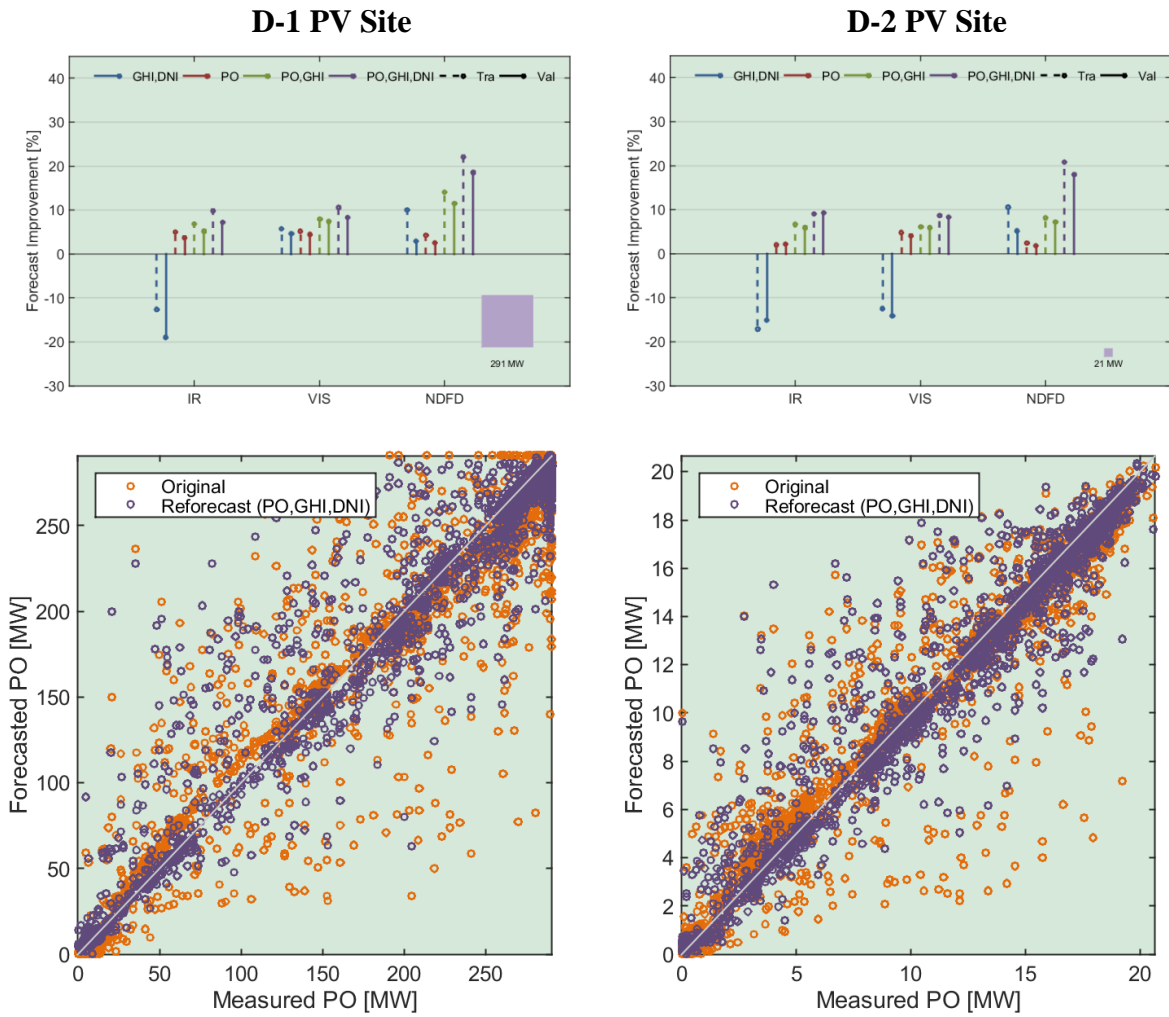 D-1 PV Site
D-2 PV Site
GHI,DNI PO PO,GHI PO,GHI,DNI Tra Val
Forecast Improvement [%]
40
30
20
10
0
-10
-20
-30
291 MW
IR VIS NDFD
GHI,DNI PO PO,GHI PO,GHI,DNI Tra Val
Forecast Improvement [%]
40
30
20
10
0
-10
-20
-30
21 MW
IR VIS NDFD
Original
Reforecast (PO,GHI,DNI)
Forecasted PO [MW]
250
200
150
100
50
0
0 50 100 150 200 250
Measured PO [MW]
Original
Reforecast (PO,GHI,DNI)
Forecasted PO [MW]
20
18
16
14
12
10
8
6
4
2
0
0 5 10 15 20
Measured PO [MW]